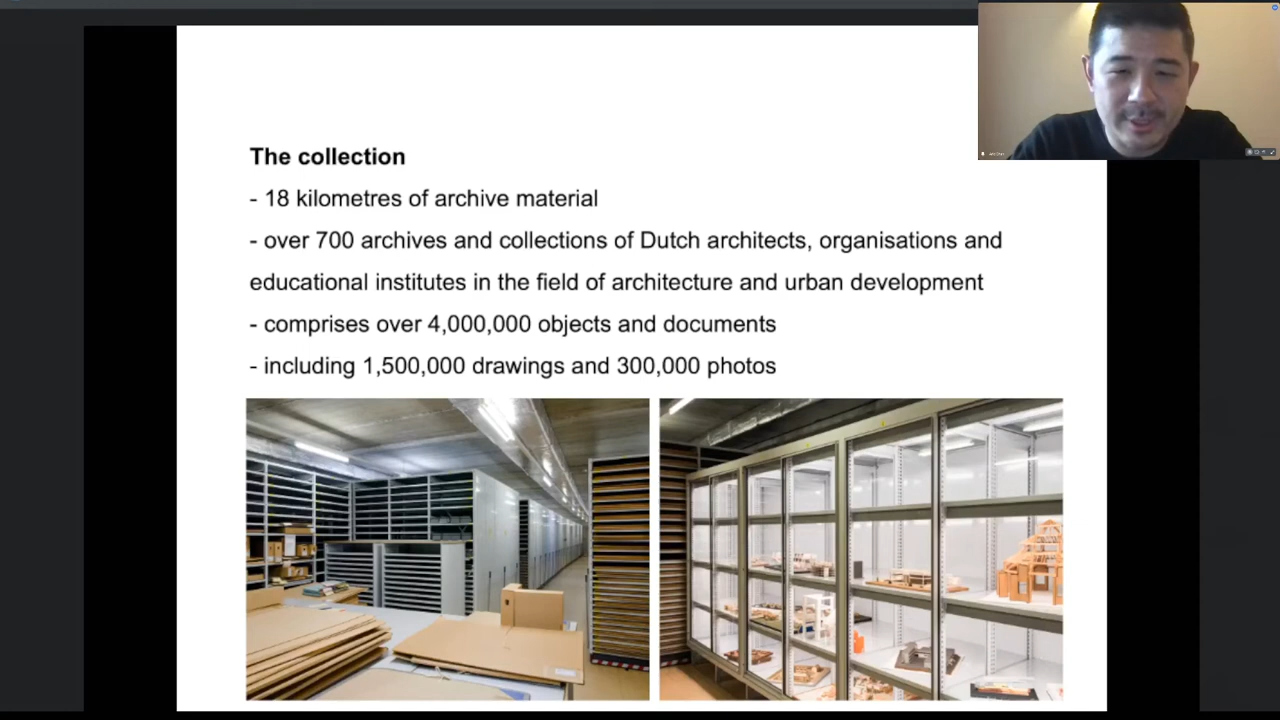 The collection
- 18 kilometres of archive material
- over 700 archives and collections of Dutch architects, organisations and
educational institutes in the field of architecture and urban development
- comprises over 4,000,000 objects and documents
- including 1,500,000 drawings and 300,000 photos